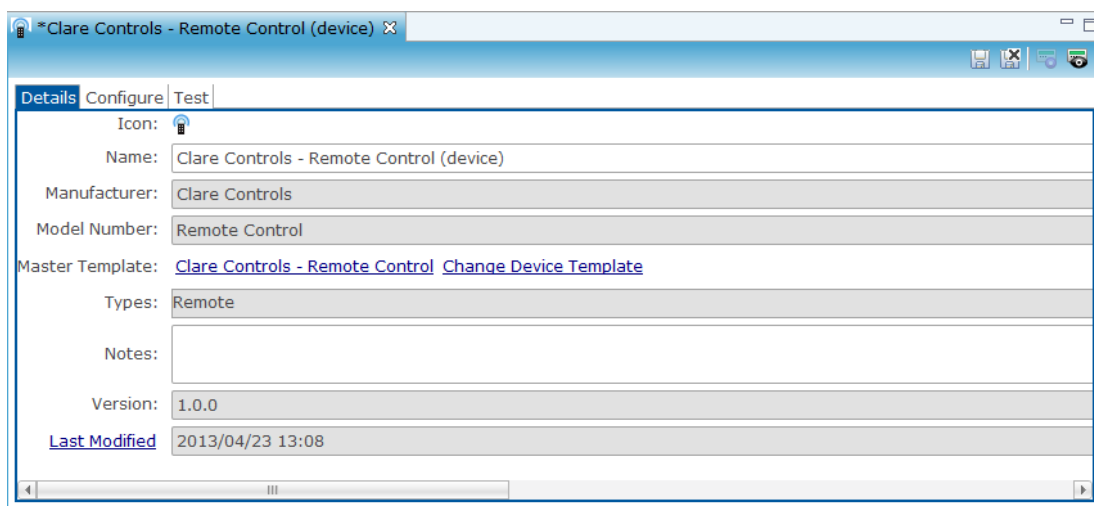 *Clare Controls - Remote Control (device)
Details Configure Test
Icon:
Name: Clare Controls - Remote Control (device)
Manufacturer: Clare Controls
Model Number: Remote Control
Master Template: Clare Controls - Remote Control Change Device Template
Types: Remote
Notes:
Version: 1.0.0
Last Modified 2013/04/23 13:08